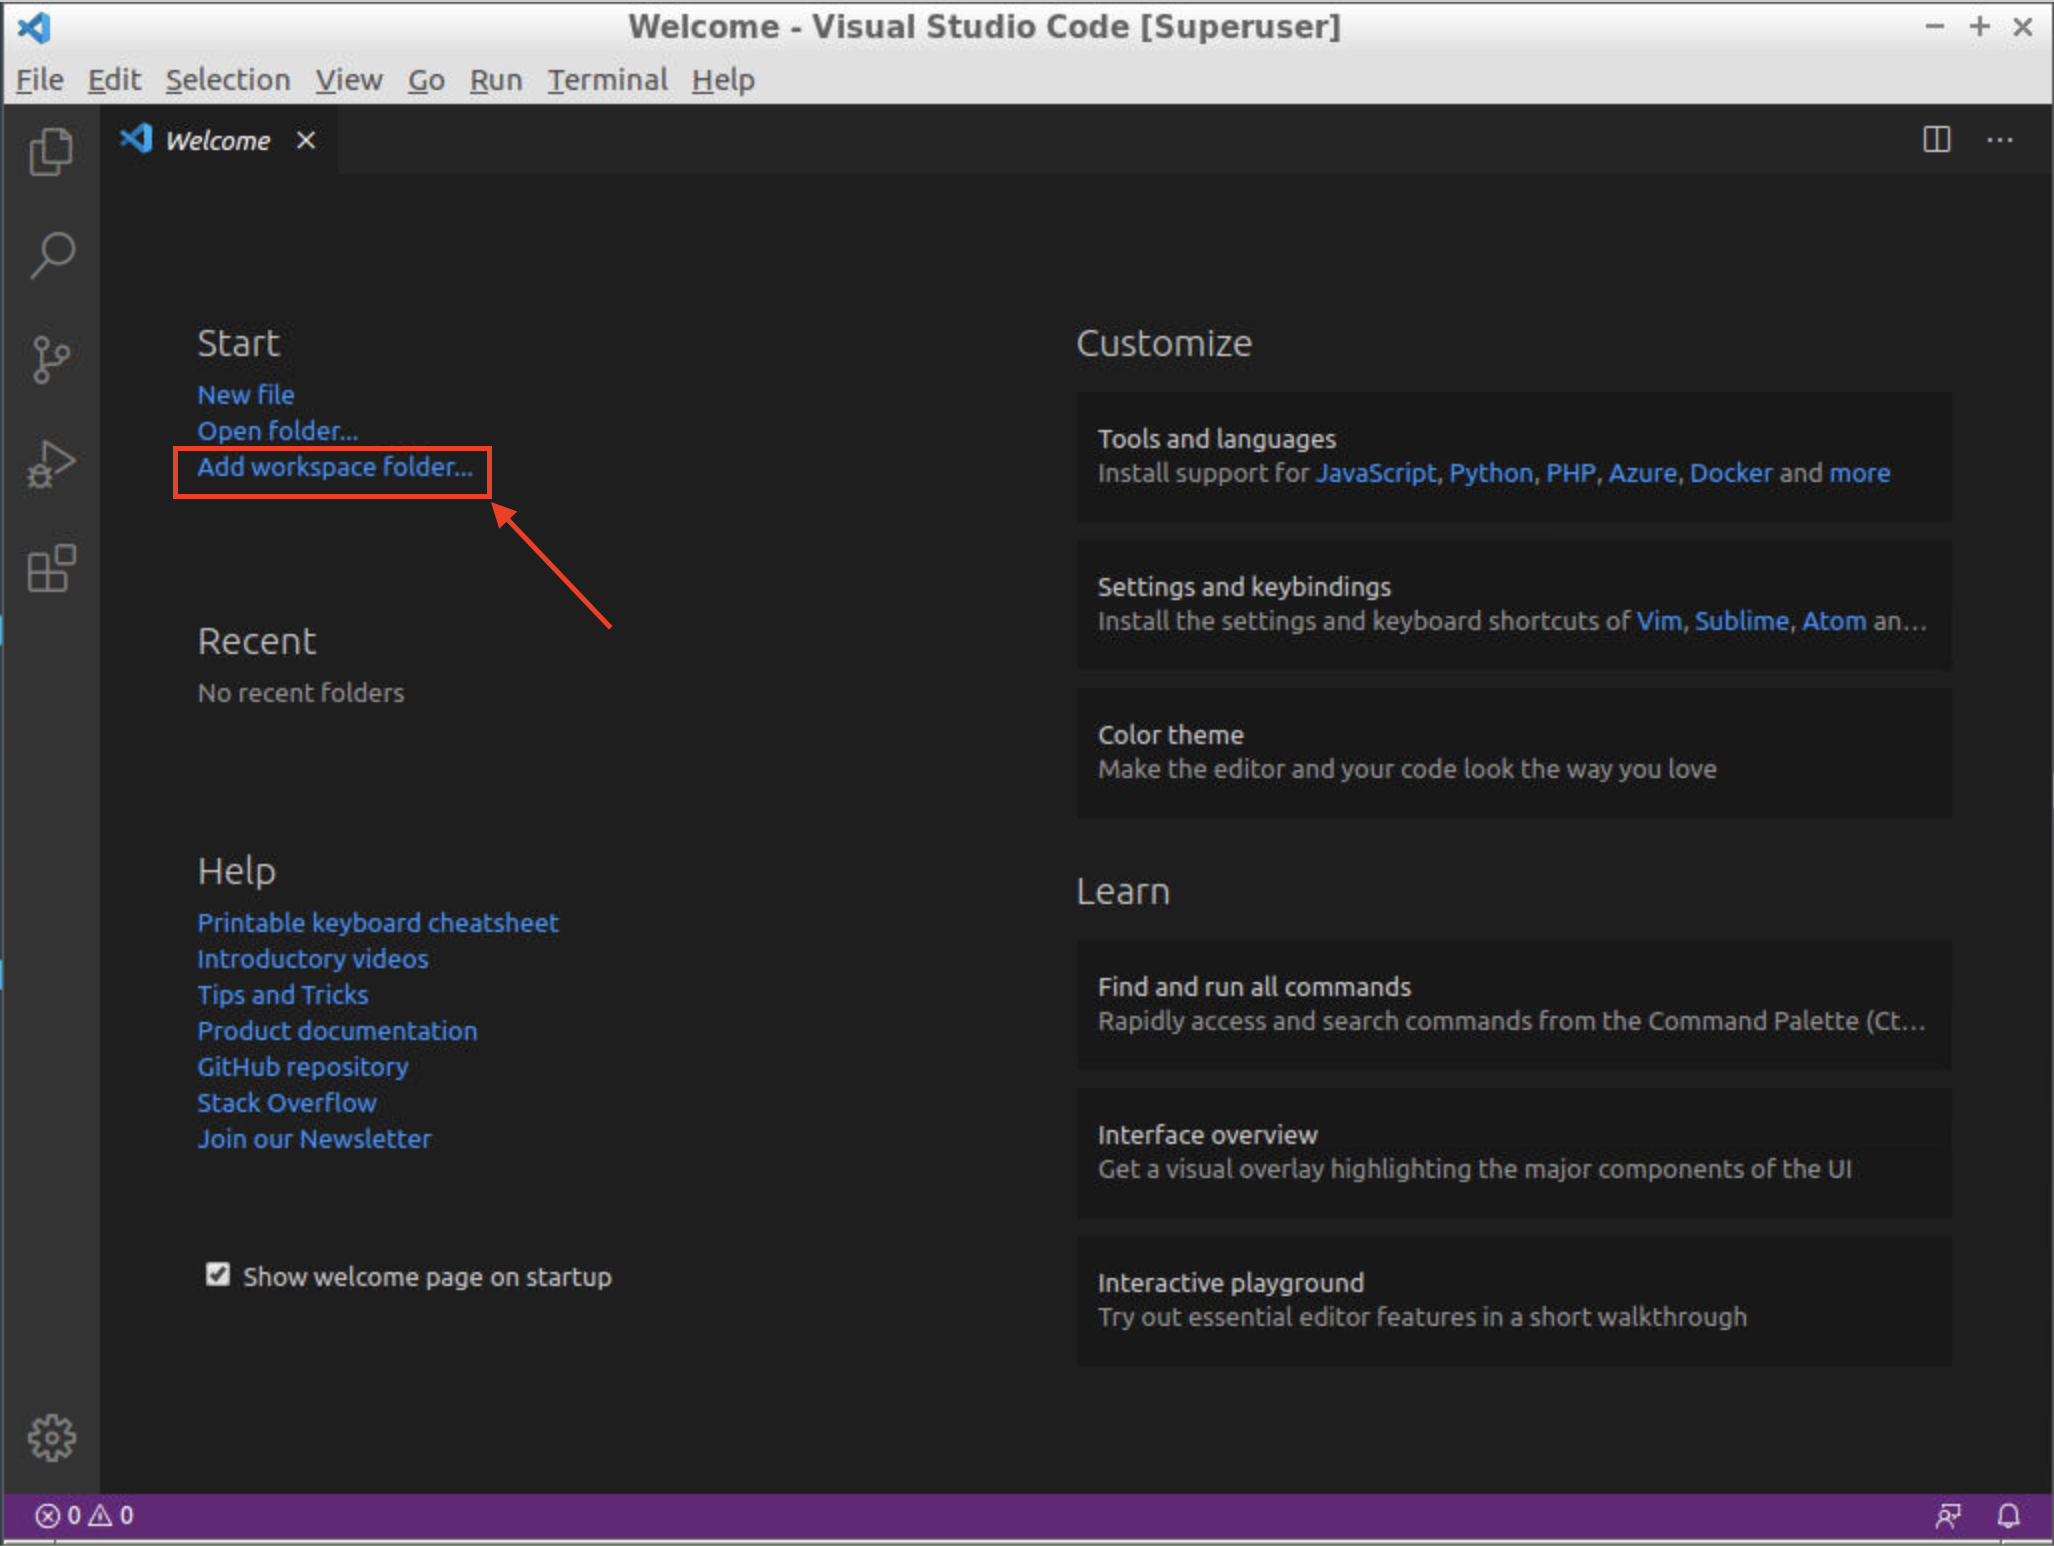 Welcome - Visual Studio Code [Superuser]
File Edit Selection View Go Run Terminal Help
Welcome
Start
New file
Open folder...
Add workspace folder...
Recent
No recent folders
Help
Printable keyboard cheatsheet
Introductory videos
Tips and Tricks
Product documentation
GitHub repository
Stack Overflow
Join our Newsletter
Show welcome page on startup
Customize
Tools and languages
Install support for JavaScript, Python, PHP, Azure, Docker and more
Settings and keybindings
Install the settings and keyboard shortcuts of Vim, Sublime, Atom an...
Color theme
Make the editor and your code look the way you love
Learn
Find and run all commands
Rapidly access and search commands from the Command Palette (Ct...
Interface overview
Get a visual overlay highlighting the major components of the UI
Interactive playground
Try out essential editor features in a short walkthrough
0 0